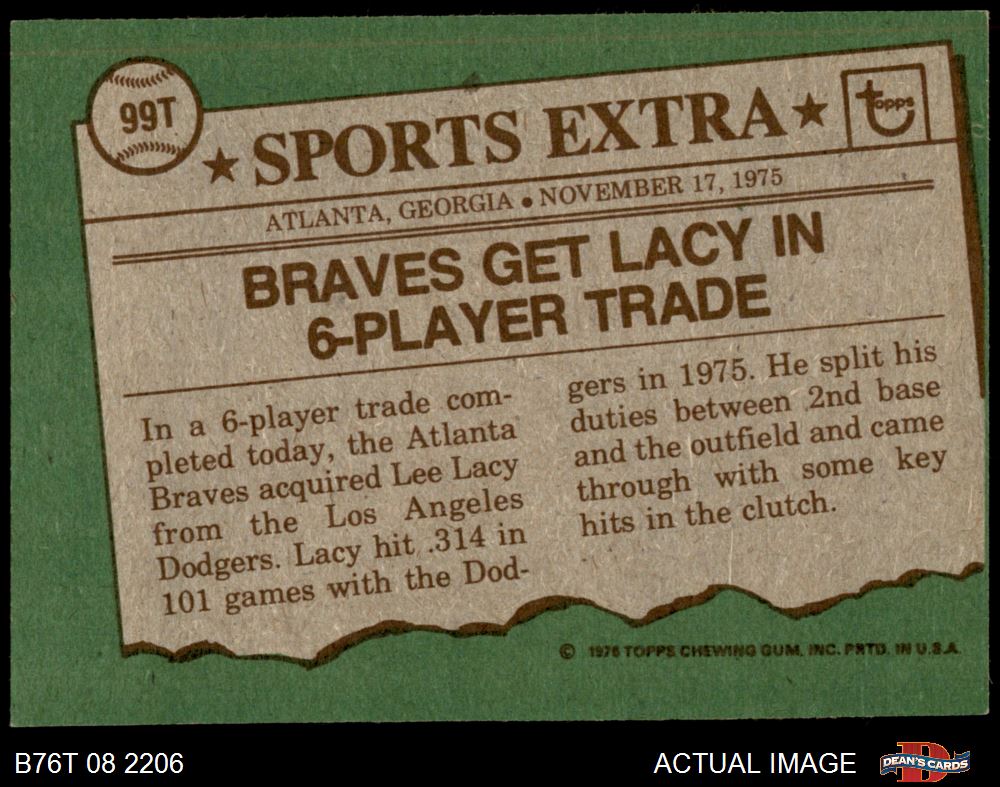 99T
★ SPORTS EXTRA ★
topps
ATLANTA, GEORGIA • NOVEMBER 17, 1975
BRAVES GET LACY IN
6-PLAYER TRADE
In a 6-player trade com-
pleted today, the Atlanta
Braves acquired Lee Lacy
from the Los Angeles
Dodgers. Lacy hit .314 in
101 games with the Dod-
gers in 1975. He split his
duties between 2nd base
and the outfield and came
through with some key
hits in the clutch.
© 1976 TOPPS CHEWING GUM, INC. PRTD. IN U.S.A.
B76T 08 2206
ACTUAL IMAGE
D
DEAN'S CARDS